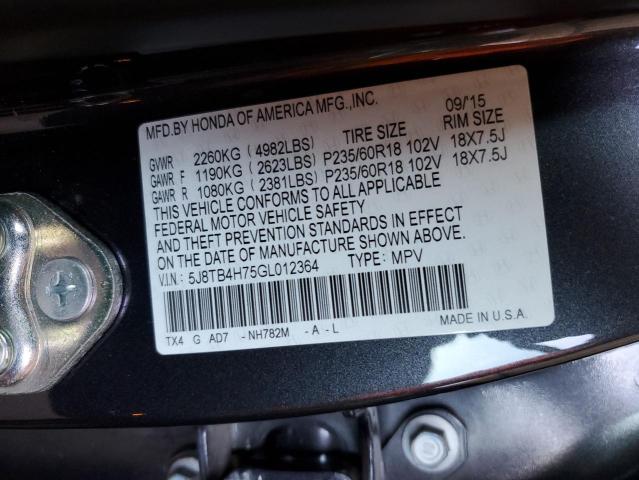 MFD.BY HONDA OF AMERICA MFG.,INC. 09/'15
TIRE SIZE RIM SIZE
GVWR 2260KG ( 4982LBS)
GAWR F 1190KG ( 2623LBS) P235/60R18 102V 18X7.5J
GAWR R 1080KG ( 2381LBS) P235/60R18 102V 18X7.5J
THIS VEHICLE CONFORMS TO ALL APPLICABLE
FEDERAL MOTOR VEHICLE SAFETY
AND THEFT PREVENTION STANDARDS IN EFFECT
ON THE DATE OF MANUFACTURE SHOWN ABOVE.
V.I.N.: 5J8TB4H75GL012364 TYPE: MPV
TX4 G AD7 - NH782M - A - L
MADE IN U.S.A.